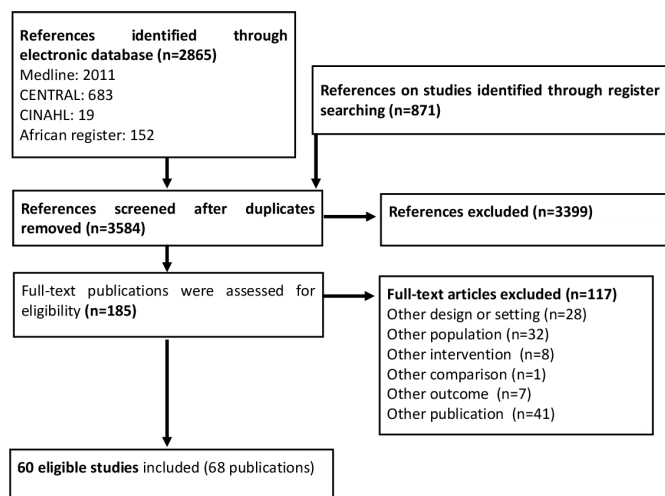 References identified through
electronic database (n=2865)
Medline: 2011
CENTRAL: 683
CINAHL: 19
African register: 152
References on studies identified through register
searching (n=871)
References screened after duplicates
removed (n=3584)
References excluded (n=3399)
Full-text publications were assessed for
eligibility (n=185)
Full-text articles excluded (n=117)
Other design or setting (n=28)
Other population (n=32)
Other intervention (n=8)
Other comparison (n=1)
Other outcome (n=7)
Other publication (n=41)
60 eligible studies included (68 publications)